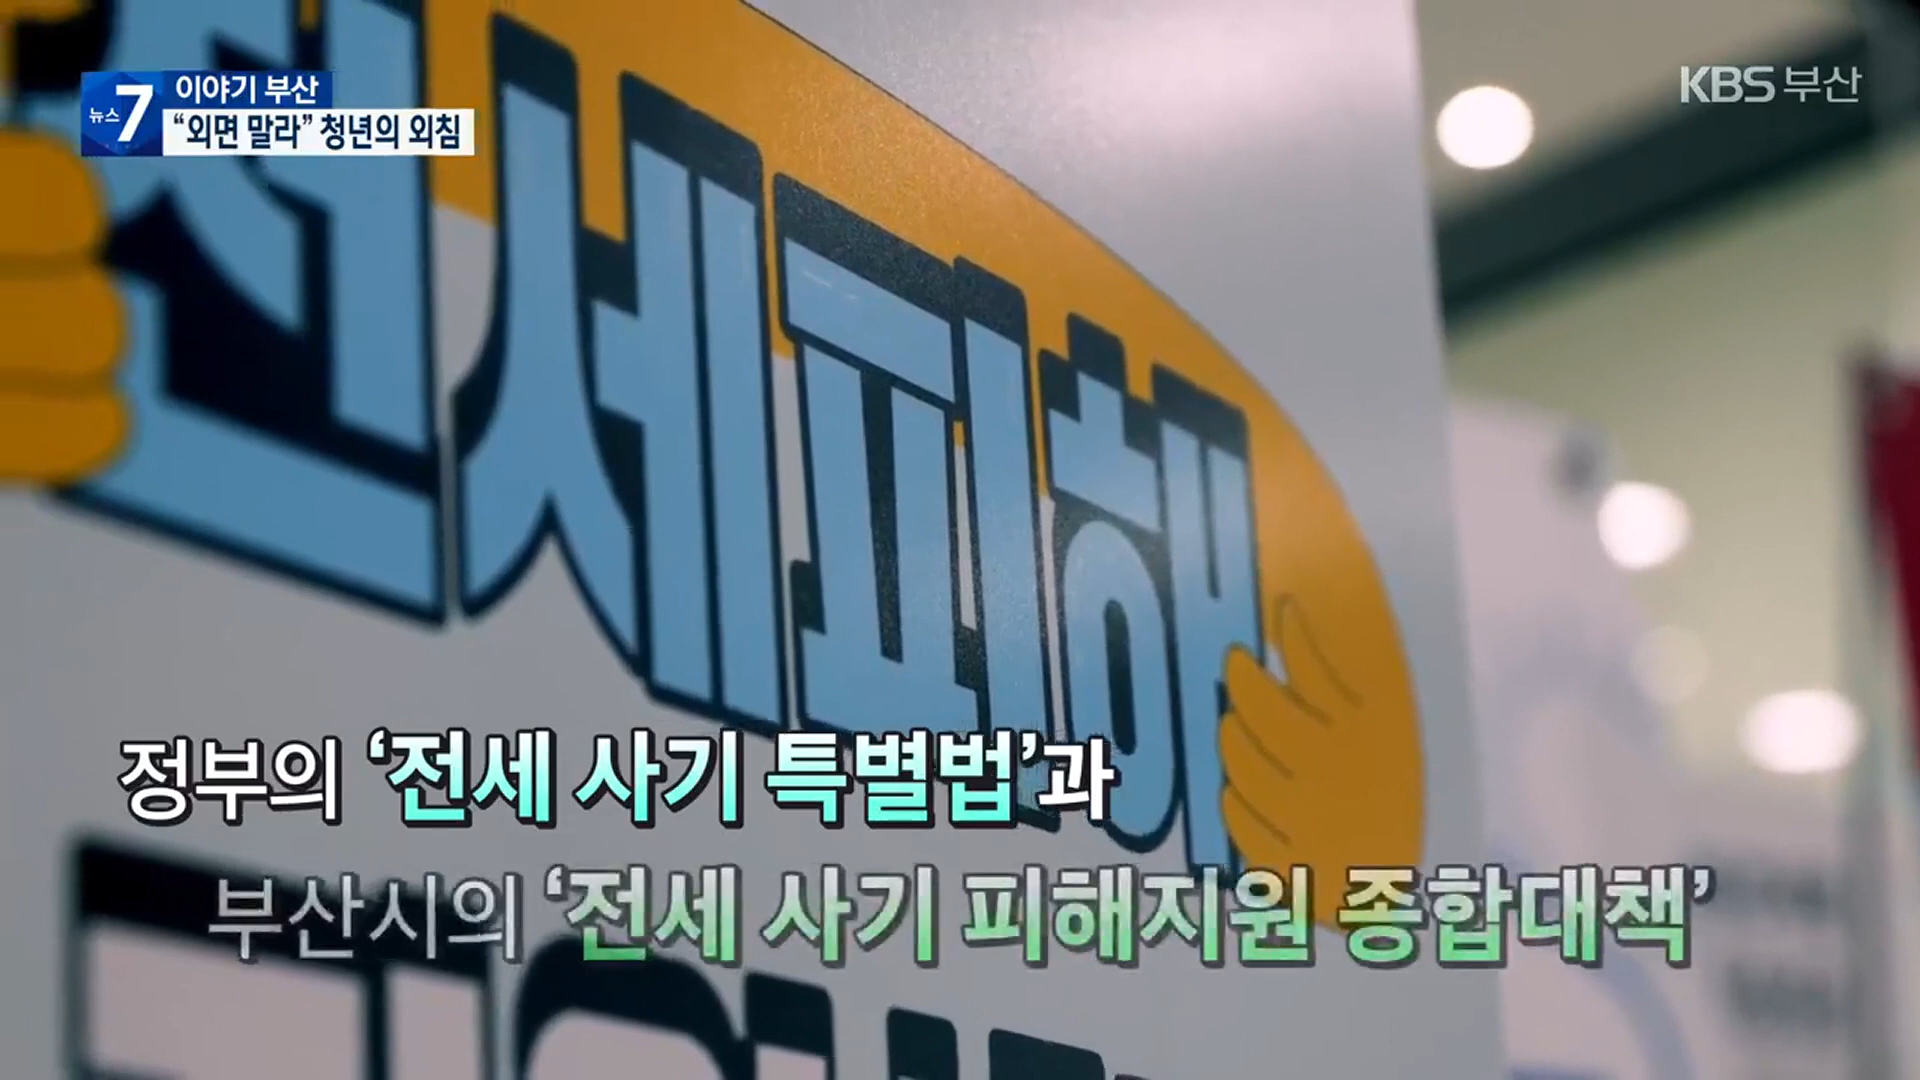 뉴스 7
이야기 부산
“외면 말라” 청년의 외침
KBS 부산
전세피해
정부의 ‘전세 사기 특별법’과
부산시의 ‘전세 사기 피해지원 종합대책’